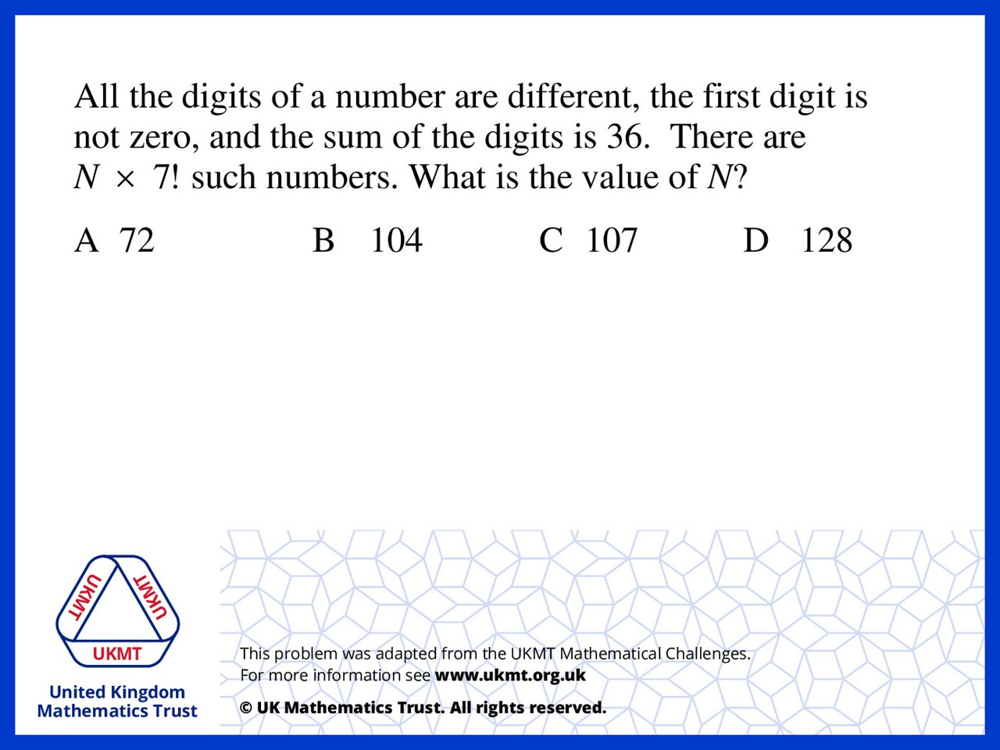 All the digits of a number are different, the first digit is
not zero, and the sum of the digits is 36. There are
N × 7! such numbers. What is the value of N?
A 72 B 104 C 107 D 128
UKMT
UKMT
UKMT
United Kingdom
Mathematics Trust
This problem was adapted from the UKMT Mathematical Challenges.
For more information see www.ukmt.org.uk
© UK Mathematics Trust. All rights reserved.